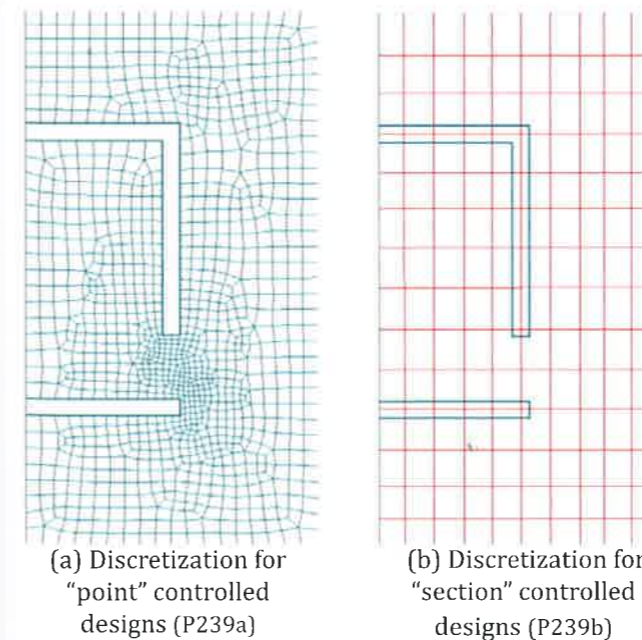 (a) Discretization for
“point” controlled
designs (P239a)
(b) Discretization for
“section” controlled
designs (P239b)